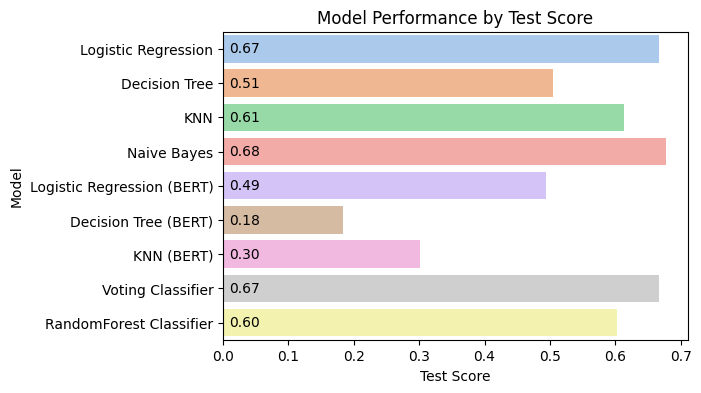 Model Performance by Test Score
Model
Logistic Regression 0.67
Decision Tree 0.51
KNN 0.61
Naive Bayes 0.68
Logistic Regression (BERT) 0.49
Decision Tree (BERT) 0.18
KNN (BERT) 0.30
Voting Classifier 0.67
RandomForest Classifier 0.60
0.0 0.1 0.2 0.3 0.4 0.5 0.6 0.7
Test Score